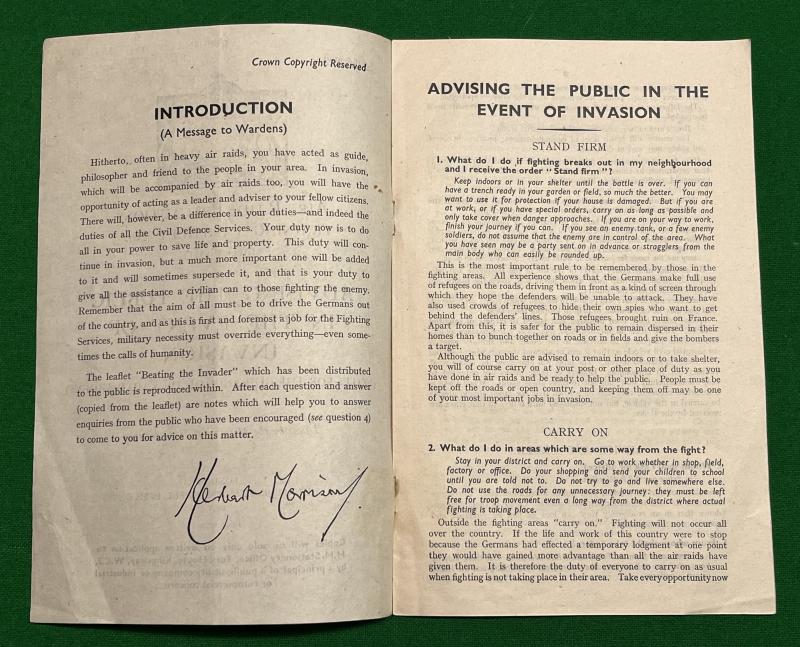 Crown Copyright Reserved
INTRODUCTION
(A Message to Wardens)
Hitherto, often in heavy air raids, you have acted as guide,
philosopher and friend to the people in your area. In invasion,
which will be accompanied by air raids too, you will have the
opportunity of acting as a leader and adviser to your fellow citizens.
There will, however, be a difference in your duties—and indeed the
duties of all the Civil Defence Services. Your duty now is to do
all in your power to save life and property. This duty will con-
tinue in invasion, but a much more important one will be added
to it and will sometimes supersede it, and that is your duty to
give all the assistance a civilian can to those fighting the enemy.
Remember that the aim of all must be to drive the Germans out
of the country, and as this is first and foremost a job for the Fighting
Services, military necessity must override everything—even some-
times the calls of humanity.
The leaflet "Beating the Invader" which has been distributed
to the public is reproduced within. After each question and answer
(copied from the leaflet) are notes which will help you to answer
enquiries from the public who have been encouraged (see question 4)
to come to you for advice on this matter.
Herbert Morrison
ADVISING THE PUBLIC IN THE
EVENT OF INVASION
STAND FIRM
1. What do I do if fighting breaks out in my neighbourhood
and I receive the order "Stand firm"?
Keep indoors or in your shelter until the battle is over. If you can
have a trench ready in your garden or field, so much the better. You may
want to use it for protection if your house is damaged. But if you are
at work, or if you have special orders, carry on as long as possible and
only take cover when danger approaches. If you are on your way to work,
finish your journey if you can. If you see an enemy tank, or a few enemy
soldiers, do not assume that the enemy are in control of the area. What
you have seen may be a party sent on in advance or stragglers from the
main body who can easily be rounded up.
This is the most important rule to be remembered by those in the
fighting areas. All experience shows that the Germans make full use
of refugees on the roads, driving them in front as a kind of screen through
which they hope the defenders will be unable to attack. They have
also used crowds of refugees to hide their own spies who want to get
behind the defenders' lines. Those refugees brought ruin on France.
Apart from this, it is safer for the public to remain dispersed in their
homes than to bunch together on roads or in fields and give the bombers
a target.
Although the public are advised to remain indoors or to take shelter,
you will of course carry on at your post or other place of duty as you
have done in air raids and be ready to help the public. People must be
kept off the roads or open country, and keeping them off may be one
of your most important jobs in invasion.
CARRY ON
2. What do I do in areas which are some way from the fight?
Stay in your district and carry on. Go to work whether in shop, field,
factory or office. Do your shopping and send your children to school
until you are told not to. Do not try to go and live somewhere else.
Do not use the roads for any unnecessary journey: they must be left
free for troop movement even a long way from the district where actual
fighting is taking place.
Outside the fighting areas "carry on." Fighting will not occur all
over the country. If the life and work of this country were to stop
because the Germans had effected a temporary lodgment at one point
they would have gained more advantage than all the air raids have
given them. It is therefore the duty of everyone to carry on as usual
when fighting is not taking place in their area. Take every opportunity now